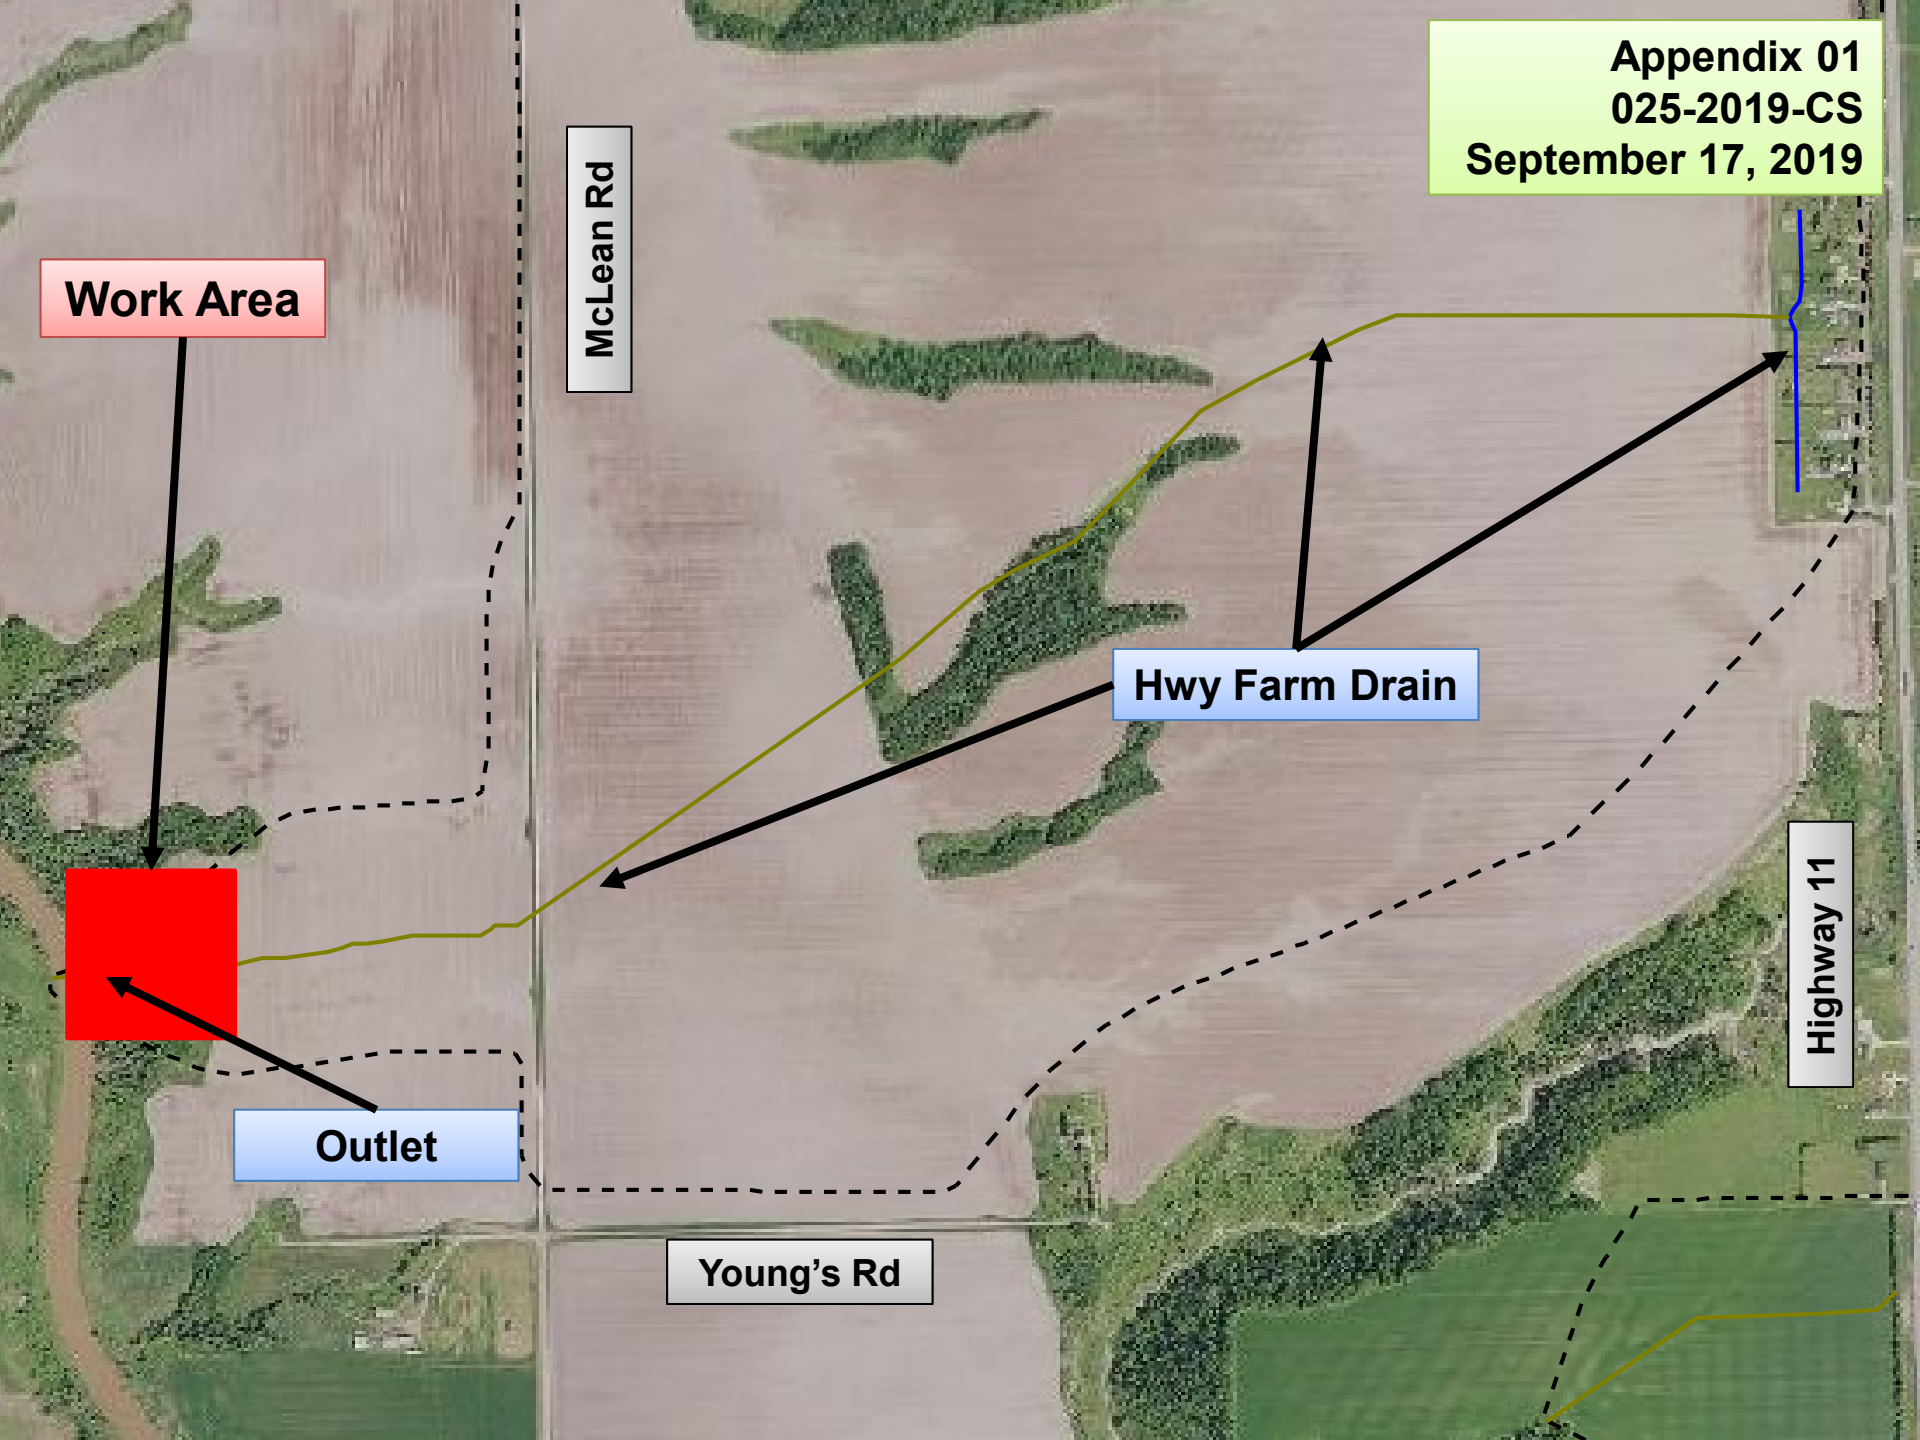 Appendix 01
025-2019-CS
September 17, 2019
McLean Rd
Work Area
Hwy Farm Drain
Highway 11
Outlet
Young’s Rd